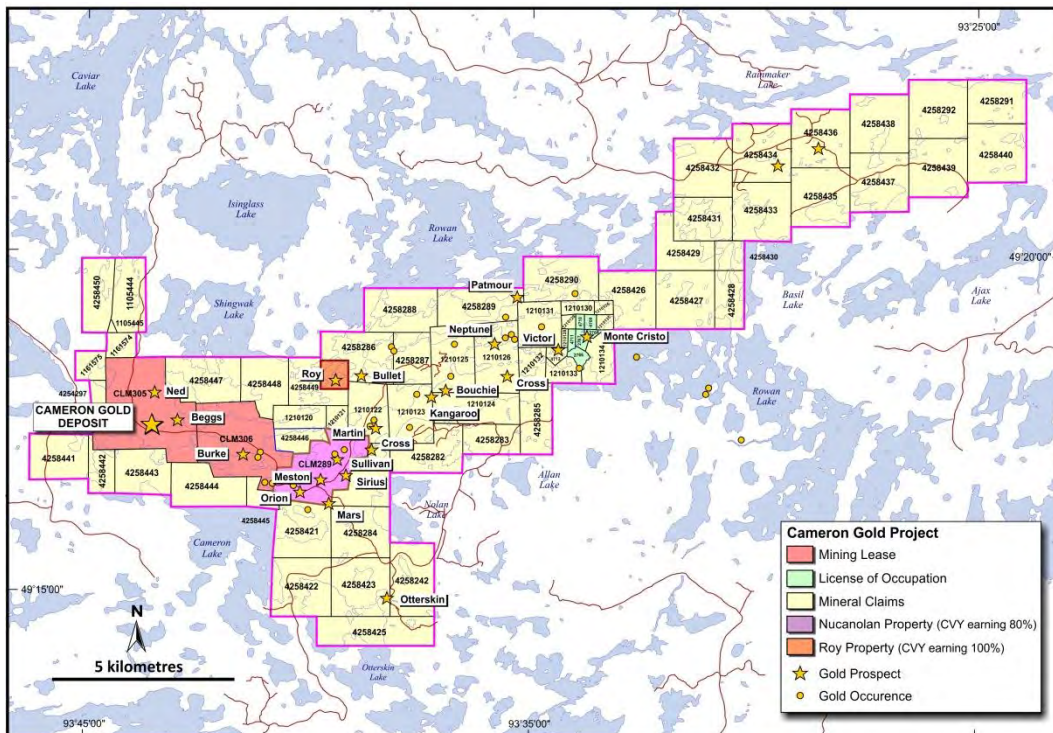 93°25'00"
Caviar
Lake
Rainmaker
Lake
4258292
4258291
4258438
4258436
4258434
4258432
4258440
4258439
4258437
4258435
4258433
4258431
Isinglass
Lake
Rowan
Lake
4258429
4258430
49°20'00"
4258450
1105444
Patmour
4258290
4258426
4258427
4258428
Basil
Lake
Ajax
Lake
Shingwak
Lake
4258288
4258289
1210131
1210130
1105445
1161574
Neptune
Victor
Monte Cristo
1161575
4258286
4258287
1210125
1210126
1210132
1210133
1210134
4254297
CLM305
Ned
4258447
4258448
Roy
4258449
Bullet
Cross
Rowan
Lake
CAMERON GOLD
DEPOSIT
Beggs
1210120
1210121
1210122
1210123
Bouchie
1210124
Kangaroo
4258285
CLM306
4258446
Martin
Cross
4258283
4258282
4258441
4258442
4258443
Burke
CLM289
Sullivan
Meston
Sirius
Allan
Lake
4258444
Orion
Mars
Nolan
Lake
4258445
Cameron
Lake
4258421
4258284
49°15'00"
4258422
4258423
4258242
Otterskin
4258425
Otterskin
Lake
N
5 kilometres
93°45'00"
93°35'00"
Cameron Gold Project
Mining Lease
License of Occupation
Mineral Claims
Nucanolan Property (CVY earning 80%)
Roy Property (CVY earning 100%)
Gold Prospect
Gold Occurence